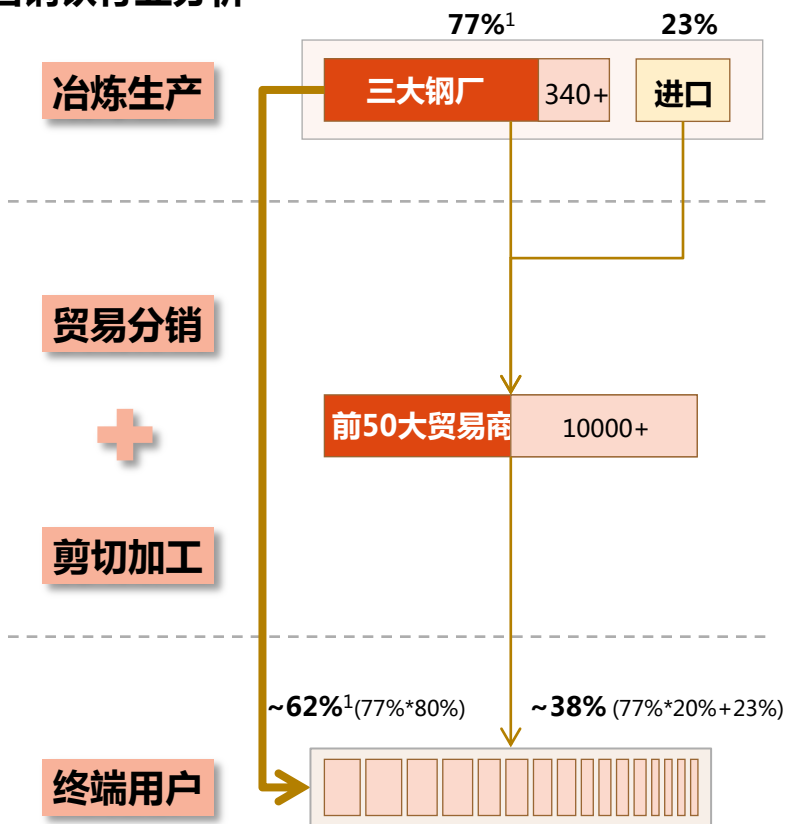 77%¹ 23%
冶炼生产
三大钢厂 340+ 进口
贸易分销
前50大贸易商 10000+
剪切加工
~62%¹(77%*80%) ~38% (77%*20%+23%)
终端用户